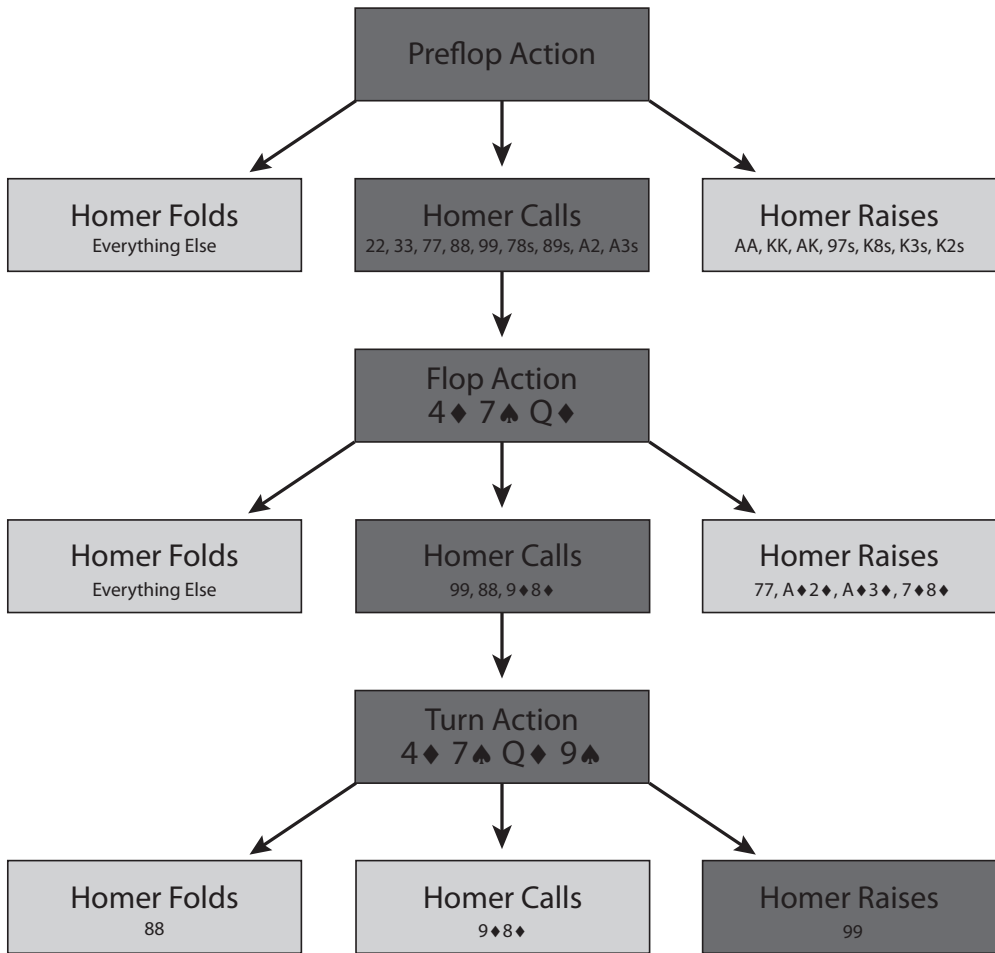 Preflop Action
Homer Folds
Everything Else
Homer Calls
22, 33, 77, 88, 99, 78s, 89s, A2, A3s
Homer Raises
AA, KK, AK, 97s, K8s, K3s, K2s
Flop Action
4♦ 7♠ Q♦
Homer Folds
Everything Else
Homer Calls
99, 88, 9♦8♦
Homer Raises
77, A♦2♦, A♦3♦, 7♦8♦
Turn Action
4♦ 7♠ Q♦ 9♠
Homer Folds
88
Homer Calls
9♦8♦
Homer Raises
99